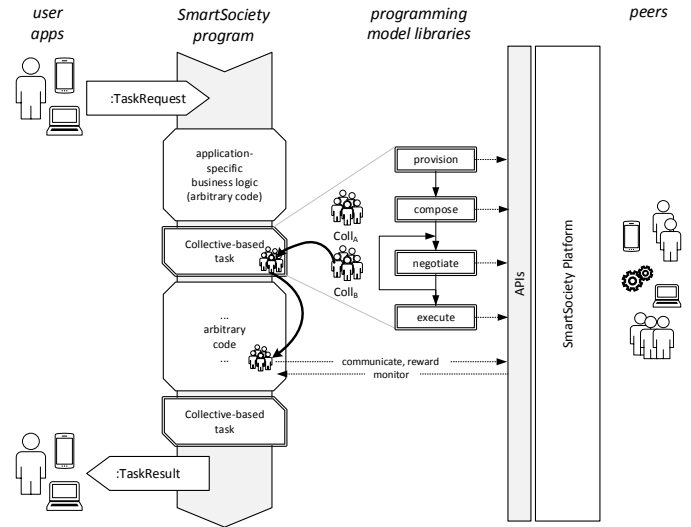 user
apps
SmartSociety
program
programming
model libraries
peers
:TaskRequest
application-
specific
business logic
(arbitrary code)
provision
compose
negotiate
execute
Coll_A
Coll_B
Collective-based
task
...
arbitrary
code
...
communicate, reward
monitor
Collective-based
task
:TaskResult
APIs
SmartSociety Platform